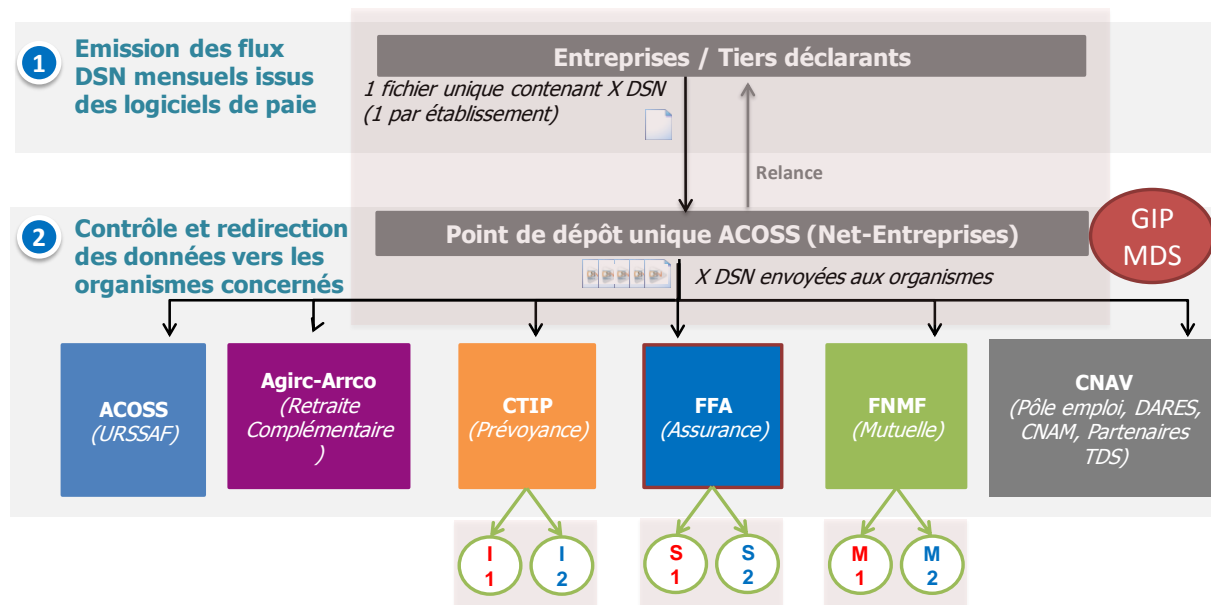 1
Emission des flux
DSN mensuels issus
des logiciels de paie
Entreprises / Tiers déclarants
1 fichier unique contenant X DSN
(1 par établissement)
Relance
2
Contrôle et redirection
des données vers les
organismes concernés
Point de dépôt unique ACOSS (Net-Entreprises)
GIP
MDS
X DSN envoyées aux organismes
ACOSS
(URSSAF)
Agirc-Arrco
(Retraite
Complémentaire
)
CTIP
(Prévoyance)
FFA
(Assurance)
FNMF
(Mutuelle)
CNAV
(Pôle emploi, DARES,
CNAM, Partenaires
TDS)
I
1
I
2
S
1
S
2
M
1
M
2